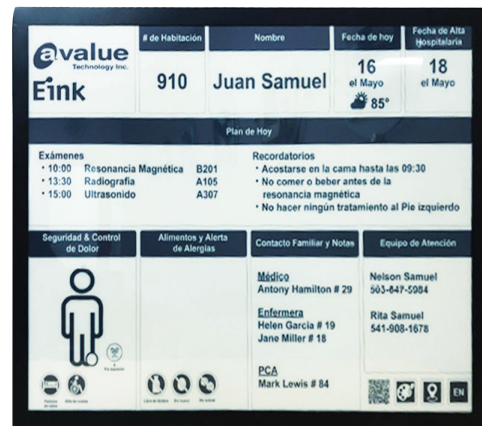 avalue
Technology Inc.
E ink
# de Habitación
910
Nombre
Juan Samuel
Fecha de hoy
16
el Mayo
85°
Fecha de Alta
Hospitalaria
18
el Mayo
Plan de Hoy
Exámenes
• 10:00 Resonancia Magnética B201
• 13:30 Radiografia A105
• 15:00 Ultrasonido A307
Recordatorios
• Acostarse en la cama hasta las 09:30
• No comer o beber antes de la
resonancia magnética
• No hacer ningún tratamiento al Pie izquierdo
Seguridad & Control
de Dolor
Alimentos y Alerta
de Alergias
Contacto Familiar y Notas
Médico
Antony Hamilton # 29
Enfermera
Helen Garcia # 19
Jane Miller # 18
PCA
Mark Lewis # 84
Equipo de Atención
Nelson Samuel
503-647-5984
Rita Samuel
541-908-1678
EN